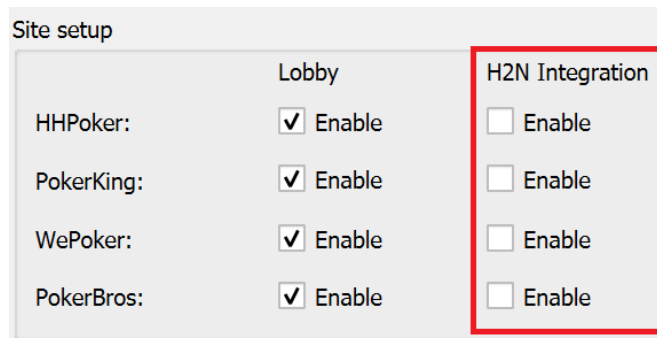 Site setup
Lobby H2N Integration
HHPoker: Enable Enable
PokerKing: Enable Enable
WePoker: Enable Enable
PokerBros: Enable Enable